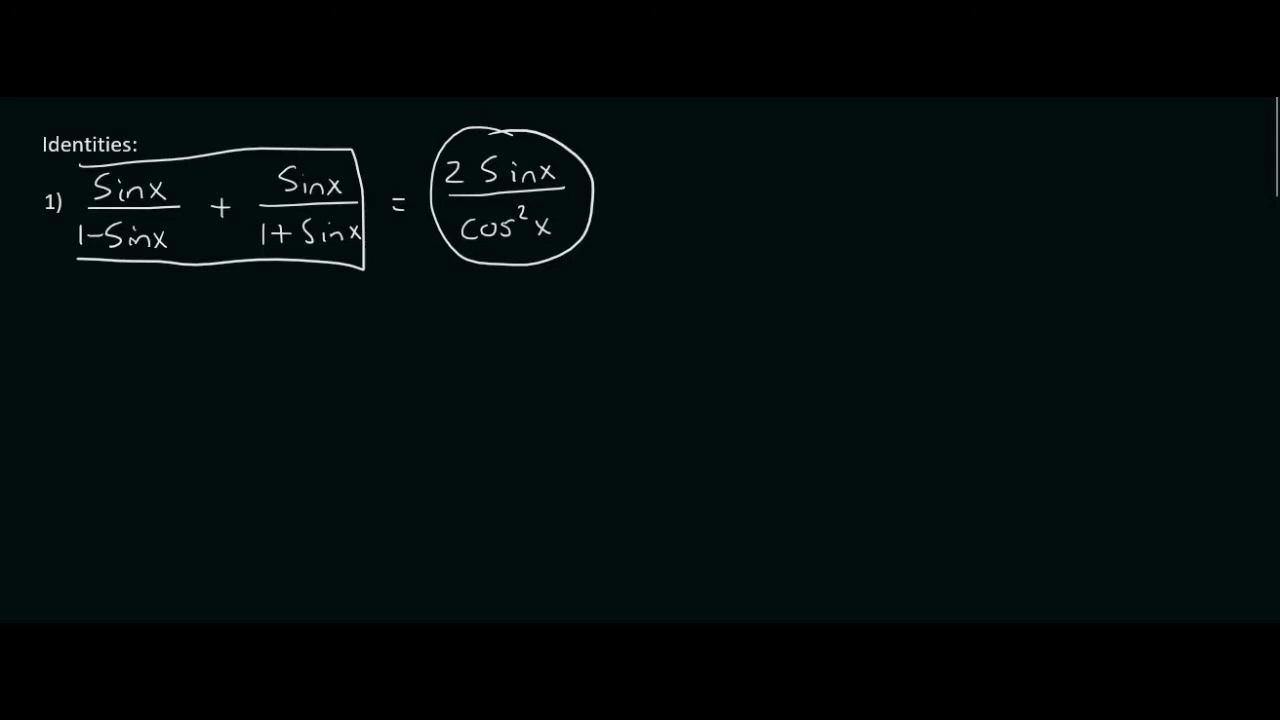 Identities:
1) Sinx/1-Sinx + Sinx/1+Sinx = 2 Sinx/cos²x